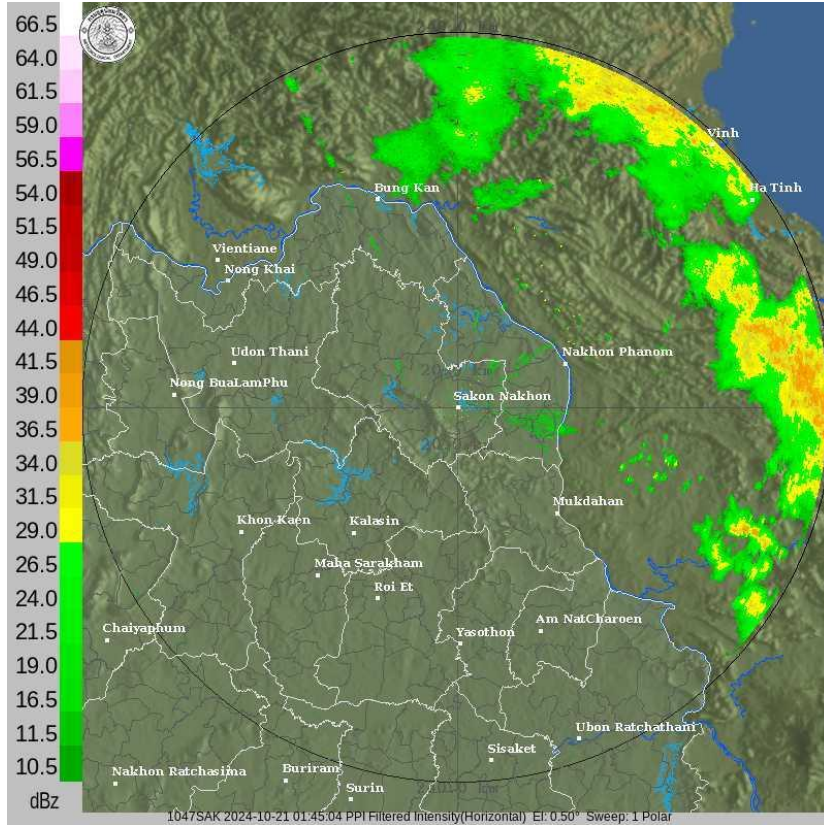 66.5
64.0
61.5
59.0
56.5
54.0
51.5
49.0
46.5
44.0
41.5
39.0
36.5
34.0
31.5
29.0
26.5
24.0
21.5
19.0
16.5
11.5
10.5
dBz
Vinh
Ha Tinh
Bung Kan
Vientiane
Nong Khai
Udon Thani
Nakhon Phanom
Nong BuaLamPhu
Sakon Nakhon
Mukdahan
Khon Kaen
Kalasin
Maha Sarakham
Roi Et
Am NatCharoen
Chaiyaphum
Yasothon
Ubon Ratchathani
Sisaket
Nakhon Ratchasima
Buriram
Surin
1047SAK 2024-10-21 01:45:04 PPI Filtered Intensity(Horizontal) El: 0.50° Sweep: 1 Polar